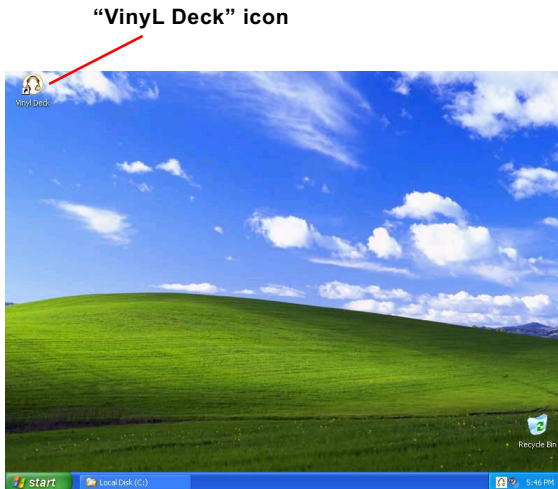 “VinyL Deck” icon
Vinyl Deck
Recycle Bin
start
Local Disk (C:)
5:46 PM